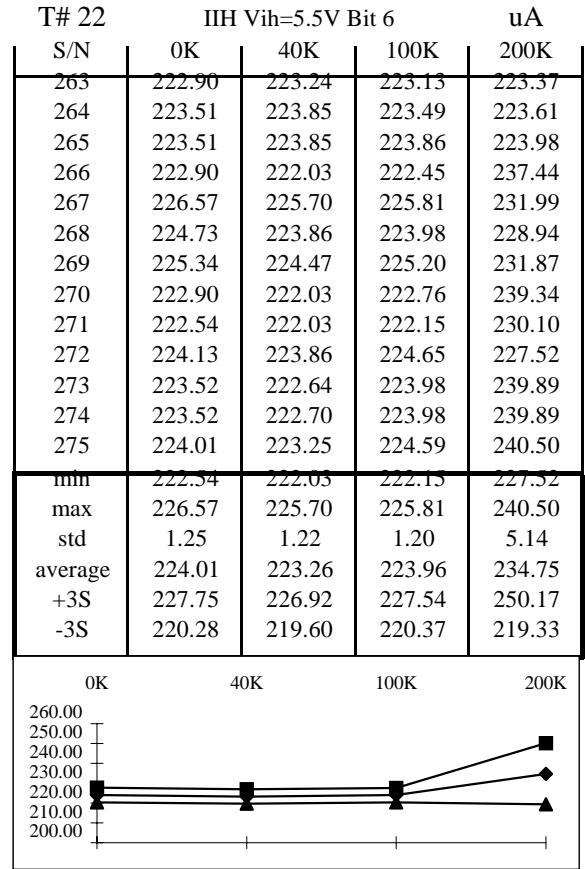 T# 22 IIH Vih=5.5V Bit 6 uA
S/N 0K 40K 100K 200K
263 222.90 223.24 223.13 223.37
264 223.51 223.85 223.49 223.61
265 223.51 223.85 223.86 223.98
266 222.90 222.03 222.45 237.44
267 226.57 225.70 225.81 231.99
268 224.73 223.86 223.98 228.94
269 225.34 224.47 225.20 231.87
270 222.90 222.03 222.76 239.34
271 222.54 222.03 222.15 230.10
272 224.13 223.86 224.65 227.52
273 223.52 222.64 223.98 239.89
274 223.52 222.70 223.98 239.89
275 224.01 223.25 224.59 240.50
min 222.54 222.03 222.15 227.52
max 226.57 225.70 225.81 240.50
std 1.25 1.22 1.20 5.14
average 224.01 223.26 223.96 234.75
+3S 227.75 226.92 227.54 250.17
-3S 220.28 219.60 220.37 219.33
0K 40K 100K 200K
260.00
250.00
240.00
230.00
220.00
210.00
200.00